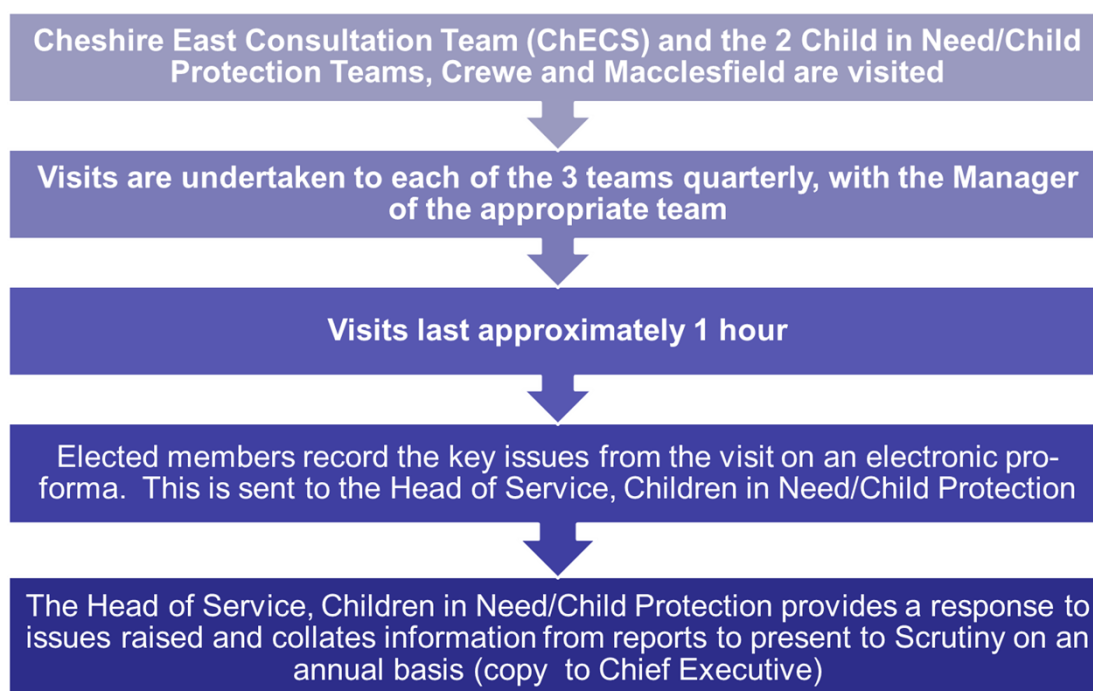 Cheshire East Consultation Team (ChECS) and the 2 Child in Need/Child
Protection Teams, Crewe and Macclesfield are visited
Visits are undertaken to each of the 3 teams quarterly, with the Manager
of the appropriate team
Visits last approximately 1 hour
Elected members record the key issues from the visit on an electronic pro-
forma.  This is sent to the Head of Service, Children in Need/Child Protection
The Head of Service, Children in Need/Child Protection provides a response to
issues raised and collates information from reports to present to Scrutiny on an
annual basis (copy  to Chief Executive)